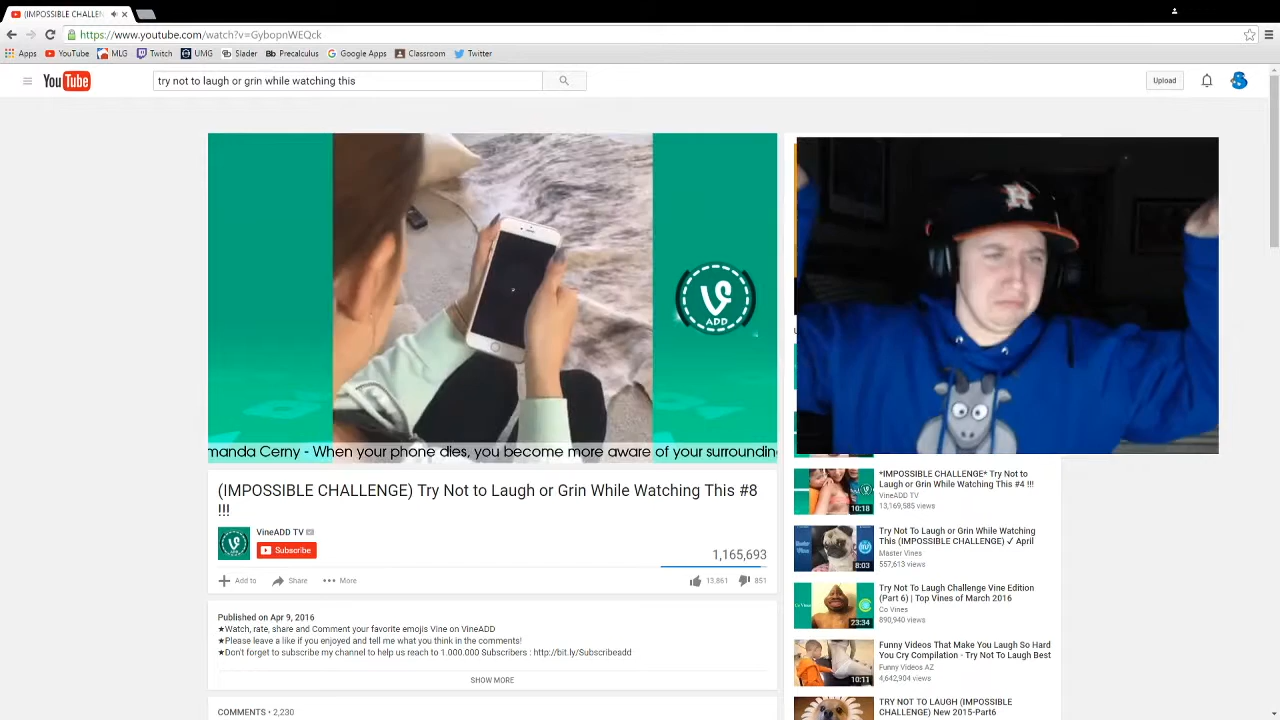 (IMPOSSIBLE CHALLEN
https://www.youtube.com/watch?v=GybopnWEQck
Apps YouTube MLG Twitch UMG Slader Bb Precalculus Google Apps Classroom Twitter
YouTube
try not to laugh or grin while watching this
Upload
ADD
manda Cerny - When your phone dies, you become more aware of your surroundin
(IMPOSSIBLE CHALLENGE) Try Not to Laugh or Grin While Watching This #8
!!!
VineADD TV
Subscribe
1,165,693
Add to Share More
13,861 851
Published on Apr 9, 2016
★Watch, rate, share and Comment your favorite emojis Vine on VineADD
★Please leave a like if you enjoyed and tell me what you think in the comments!
★Don't forget to subscribe my channel to help us reach to 1.000.000 Subscribers : http://bit.ly/Subscribeadd
SHOW MORE
COMMENTS • 2,230
*IMPOSSIBLE CHALLENGE* Try Not to
Laugh or Grin While Watching This #4 !!!
VineADD TV
13,169,585 views
10:18
Try Not To Laugh or Grin While Watching
This (IMPOSSIBLE CHALLENGE) ✓ April
Master Vines
557,613 views
8:03
Try Not To Laugh Challenge Vine Edition
(Part 6) | Top Vines of March 2016
Co Vines
890,940 views
23:34
Funny Videos That Make You Laugh So Hard
You Cry Compilation - Try Not To Laugh Best
Funny Videos AZ
4,642,904 views
10:11
TRY NOT TO LAUGH (IMPOSSIBLE
CHALLENGE) New 2015-Part6